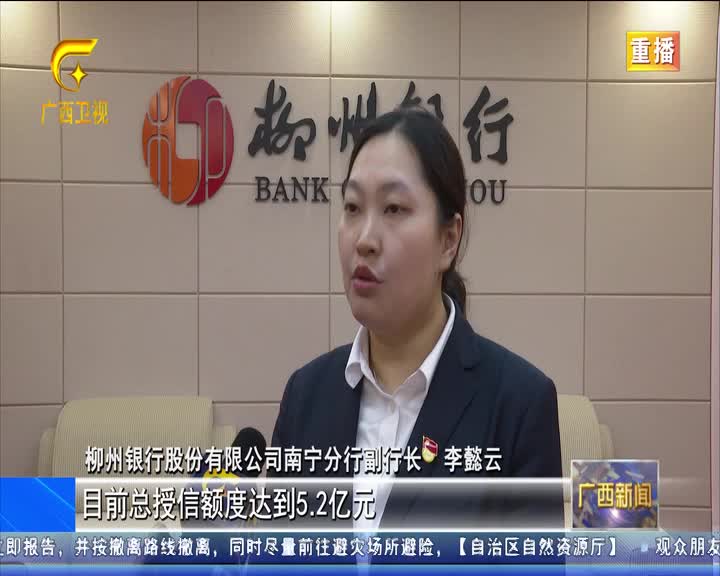 重播
广西卫视
柳州银行
BANK OU
柳州银行股份有限公司南宁分行副行长 李懿云
目前总授信额度达到5.2亿元
广西新闻
即报告，并按撤离路线撤离，同时尽量前往避灾场所避险，【自治区自然资源厅】 ■ 观众朋友